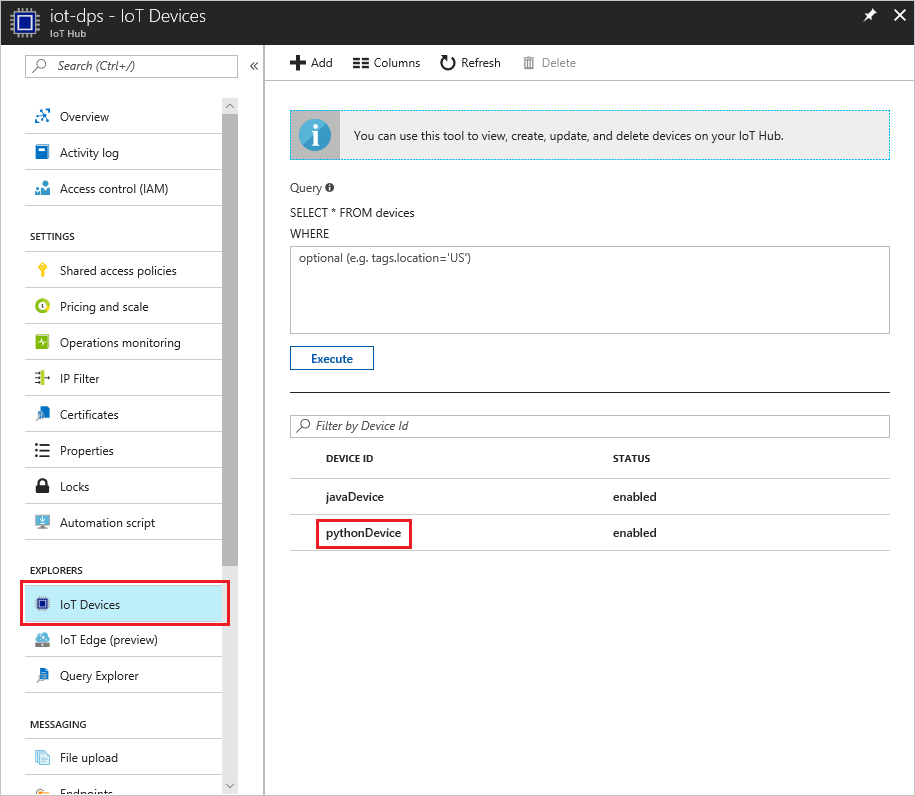 iot-dps - IoT Devices
IoT Hub
Search (Ctrl+/)
«
Overview
Activity log
Access control (IAM)
SETTINGS
Shared access policies
Pricing and scale
Operations monitoring
IP Filter
Certificates
Properties
Locks
Automation script
EXPLORERS
IoT Devices
IoT Edge (preview)
Query Explorer
MESSAGING
File upload
Endpoints
Add Columns Refresh Delete
You can use this tool to view, create, update, and delete devices on your IoT Hub.
Query
SELECT * FROM devices
WHERE
optional (e.g. tags.location='US')
Execute
Filter by Device Id
DEVICE ID STATUS
javaDevice enabled
pythonDevice enabled